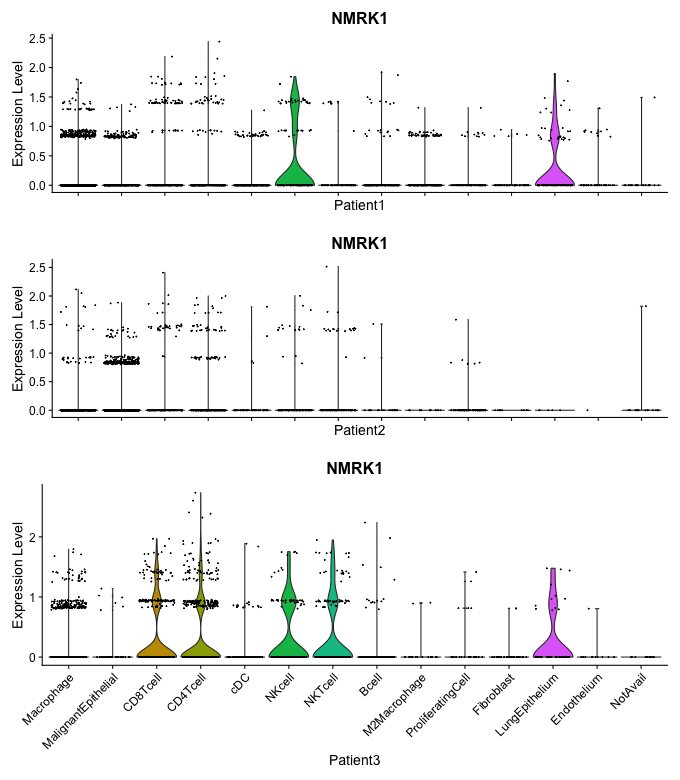 NMRK1
Expression Level
2.5
2.0
1.5
1.0
0.5
0.0
Patient1
NMRK1
Expression Level
2.5
2.0
1.5
1.0
0.5
0.0
Patient2
NMRK1
Expression Level
2
1
0
Macrophage
MalignantEpithelial
CD8Tcell
CD4Tcell
cDC
NKcell
NKTcell
Bcell
M2Macrophage
ProliferatingCell
Fibroblast
LungEpithelium
Endothelium
NotAvail
Patient3